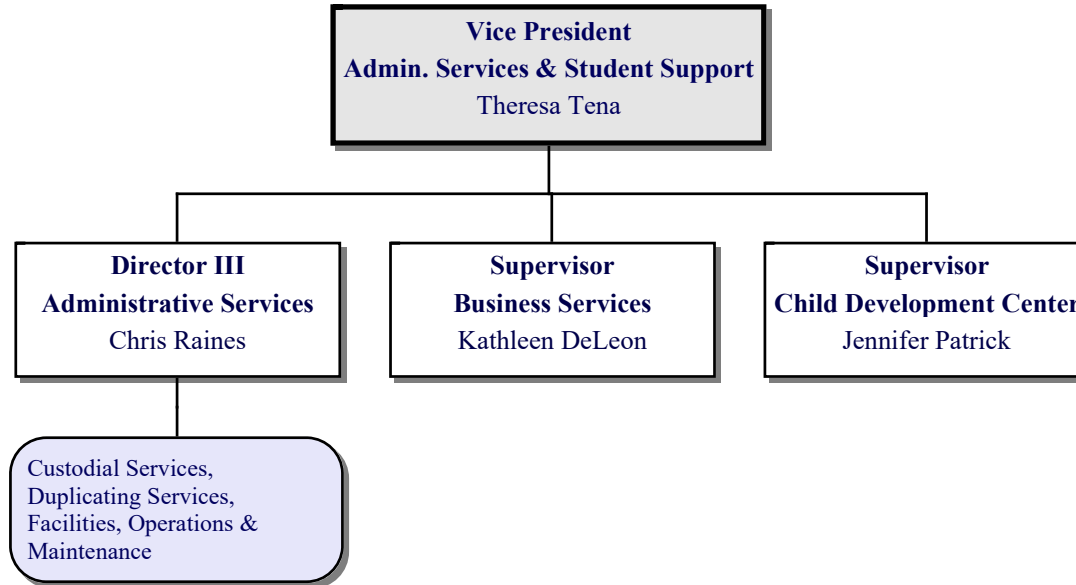 Vice President
Admin. Services & Student Support
Theresa Tena
Director III
Administrative Services
Chris Raines
Supervisor
Business Services
Kathleen DeLeon
Supervisor
Child Development Center
Jennifer Patrick
Custodial Services,
Duplicating Services,
Facilities, Operations &
Maintenance